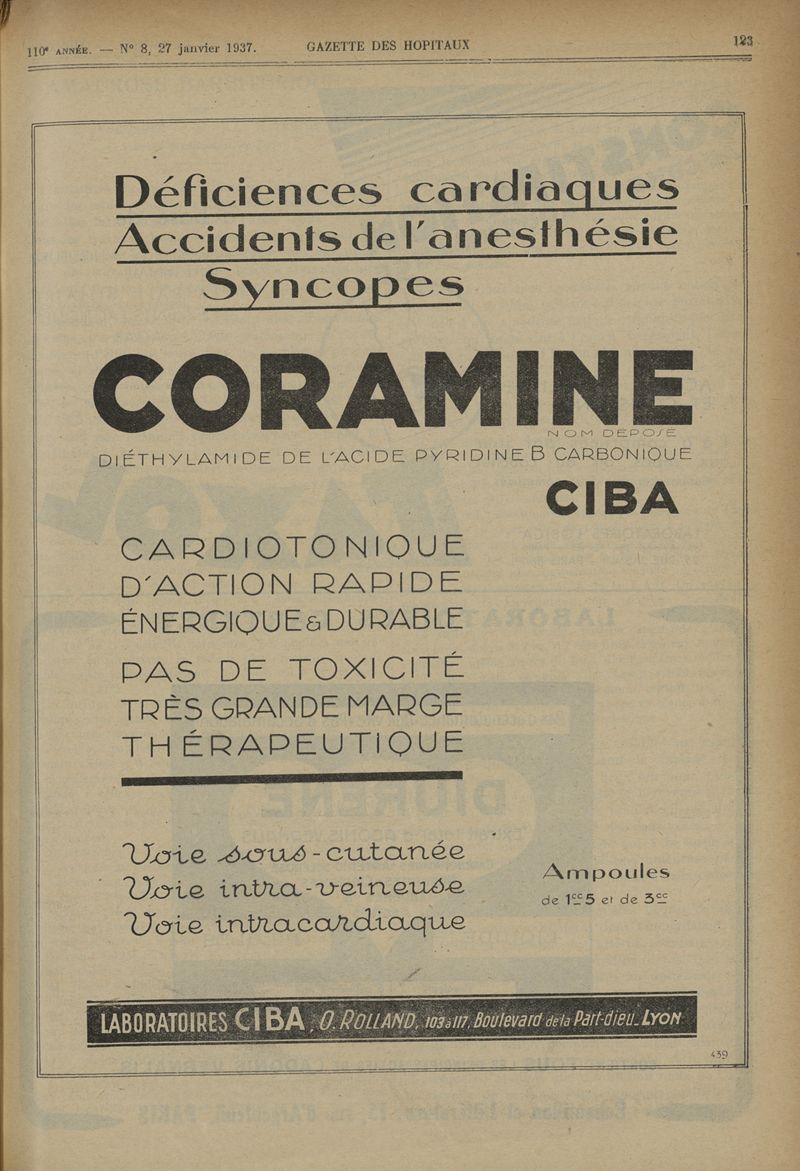 110e ANNÉE. — N° 8, 27 janvier 1937. GAZETTE DES HOPITAUX 123
Déficiences cardiaques
Accidents de l'anesthésie
Syncopes
CORAMINE
NOM DÉPOSÉ
DIÉTHYLAMIDE DE L'ACIDE PYRIDINE B CARBONIQUE
CIBA
CARDIOTONIQUE
D'ACTION RAPIDE
ÉNERGIQUE & DURABLE
PAS DE TOXICITÉ
TRÈS GRANDE MARGE
THÉRAPEUTIQUE
Voie sous-cutanée
Voie intra-veineuse
Voie intracardiaque
Ampoules
de 1cc5 et de 3cc
LABORATOIRES CIBA, O. ROLLAND, 103 à 117, Boulevard de la Part-dieu. LYON
439